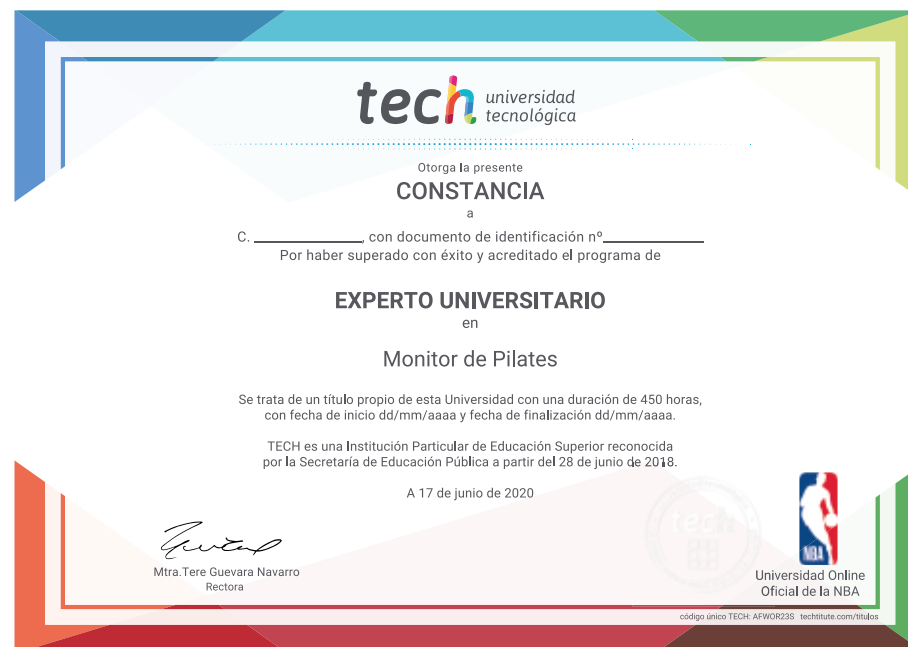 tech universidad
tecnológica
Otorga la presente
CONSTANCIA
a
C. ____________, con documento de identificación nº____________
Por haber superado con éxito y acreditado el programa de
EXPERTO UNIVERSITARIO
en
Monitor de Pilates
Se trata de un título propio de esta Universidad con una duración de 450 horas,
con fecha de inicio dd/mm/aaaa y fecha de finalización dd/mm/aaaa.
TECH es una Institución Particular de Educación Superior reconocida
por la Secretaría de Educación Pública a partir del 28 de junio de 2018.
A 17 de junio de 2020
tech
Mtra.Tere Guevara Navarro
Rectora
NBA
Universidad Online
Oficial de la NBA
código único TECH: AFWOR23S techtitute.com/titulos